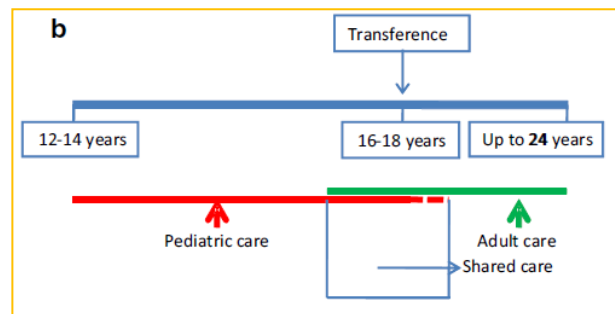 b
Transference
12-14 years
16-18 years
Up to 24 years
Pediatric care
Adult care
Shared care